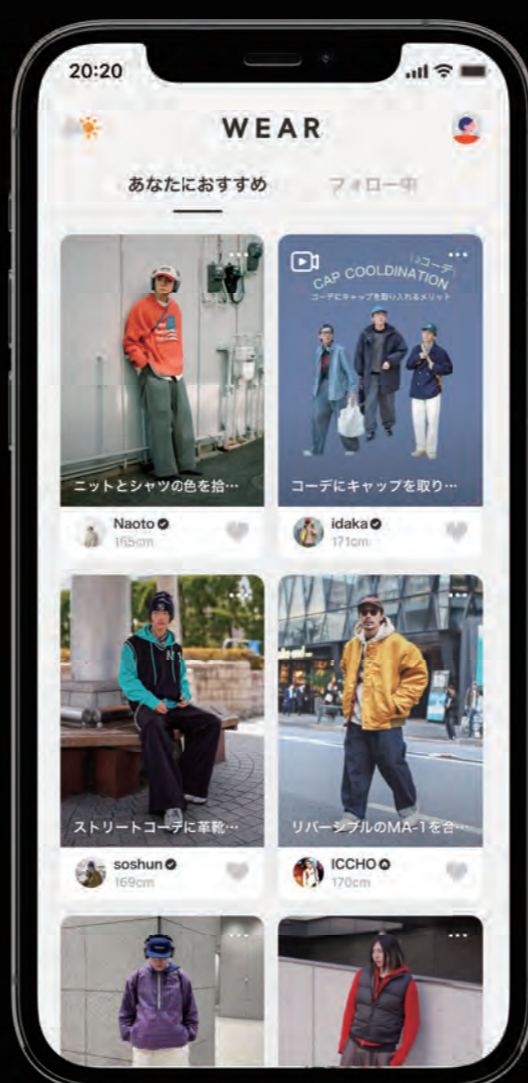 20:20
WEAR
あなたにおすすめ
フォロー中
12コーデ
CAP COOLDINATION
コーデにキャップを取り入れるメリット
ニットとシャツの色を拾…
コーデにキャップを取り…
Naoto
165cm
idaka
171cm
ストリートコーデに革靴…
リバーシブルのMA-1を合…
soshun
169cm
ICCHO
170cm